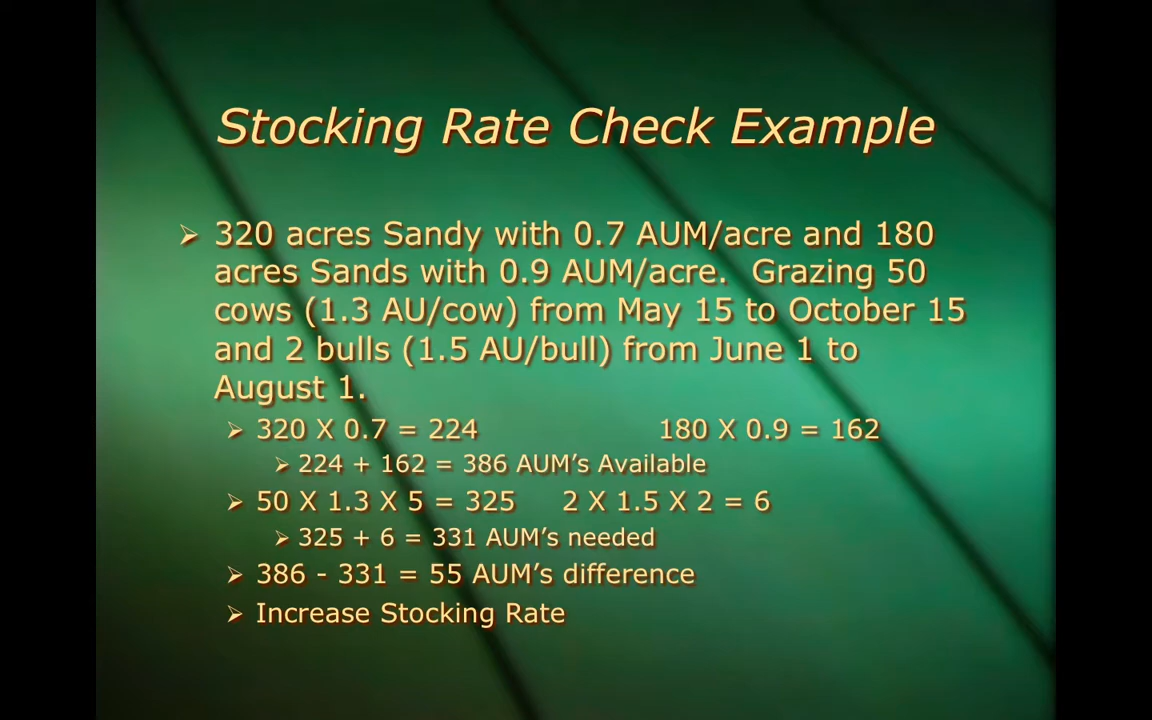 Stocking Rate Check Example
➢ 320 acres Sandy with 0.7 AUM/acre and 180
acres Sands with 0.9 AUM/acre.  Grazing 50
cows (1.3 AU/cow) from May 15 to October 15
and 2 bulls (1.5 AU/bull) from June 1 to
August 1.
➢ 320 X 0.7 = 224    180 X 0.9 = 162
➢ 224 + 162 = 386 AUM’s Available
➢ 50 X 1.3 X 5 = 325    2 X 1.5 X 2 = 6
➢ 325 + 6 = 331 AUM’s needed
➢ 386 - 331 = 55 AUM’s difference
➢ Increase Stocking Rate